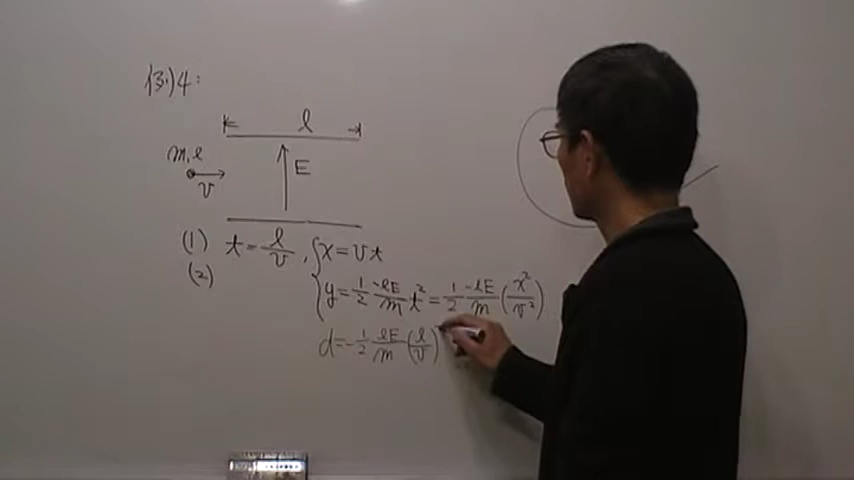 例)4:
l
m, e
v
E
(1) t = l/v , { x = vt
(2)
y = 1/2 -eE/m t² = 1/2 -eE/m (x²/v²)
d = -1/2 eE/m (l/v)